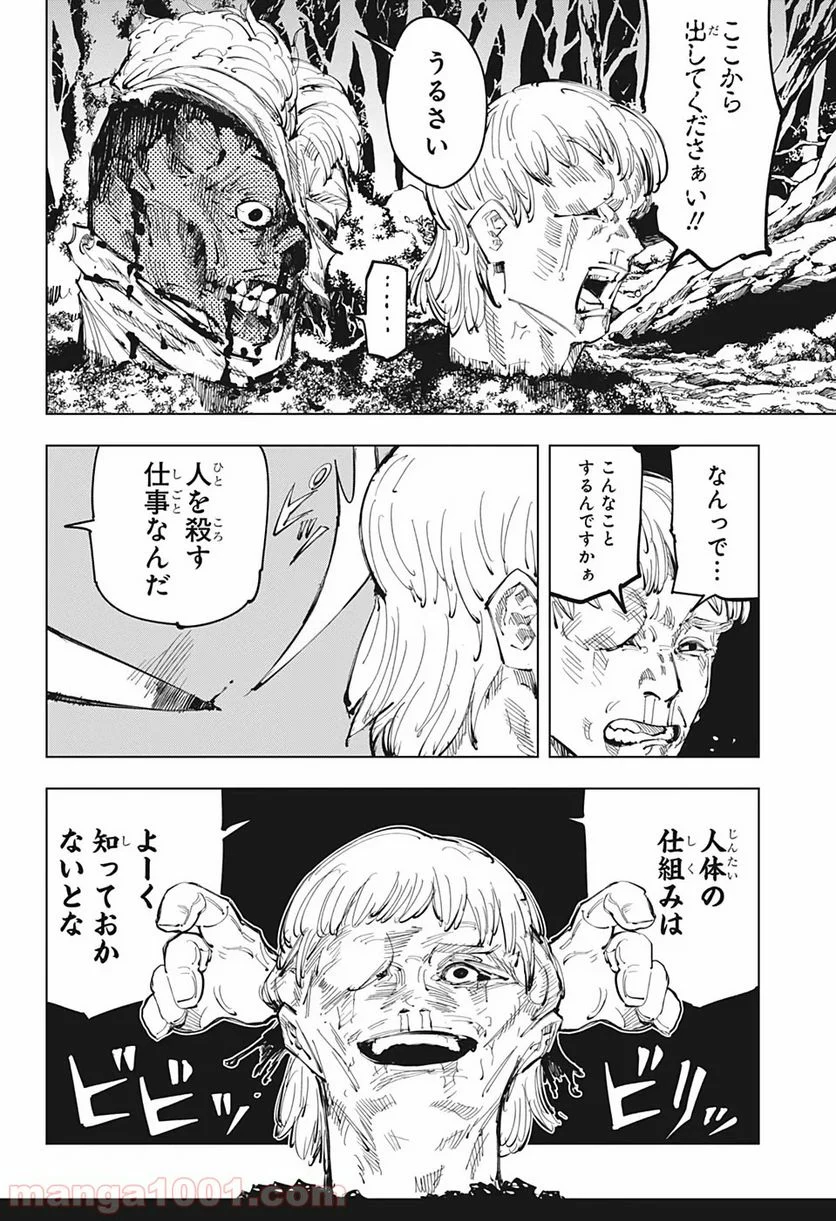 ここから
出してくださぁい!!
うるさい
……
なんっで…
こんなこと
するんですかぁ
人を殺す
仕事なんだ
人体の
仕組みは
よーく
知っておか
ないとな
ビリッ
ビビビッ
manga1001.com